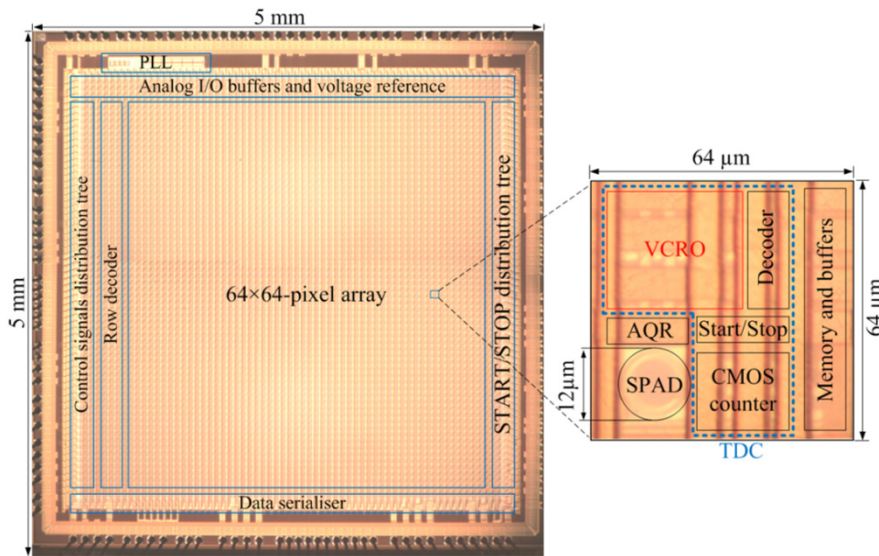 5 mm
5 mm
PLL
Analog I/O buffers and voltage reference
Control signals distribution tree
Row decoder
64×64-pixel array
START/STOP distribution tree
Data serialiser
64 µm
64 µm
VCRO
Decoder
Memory and buffers
AQR
Start/Stop
12µm
SPAD
CMOS
counter
TDC